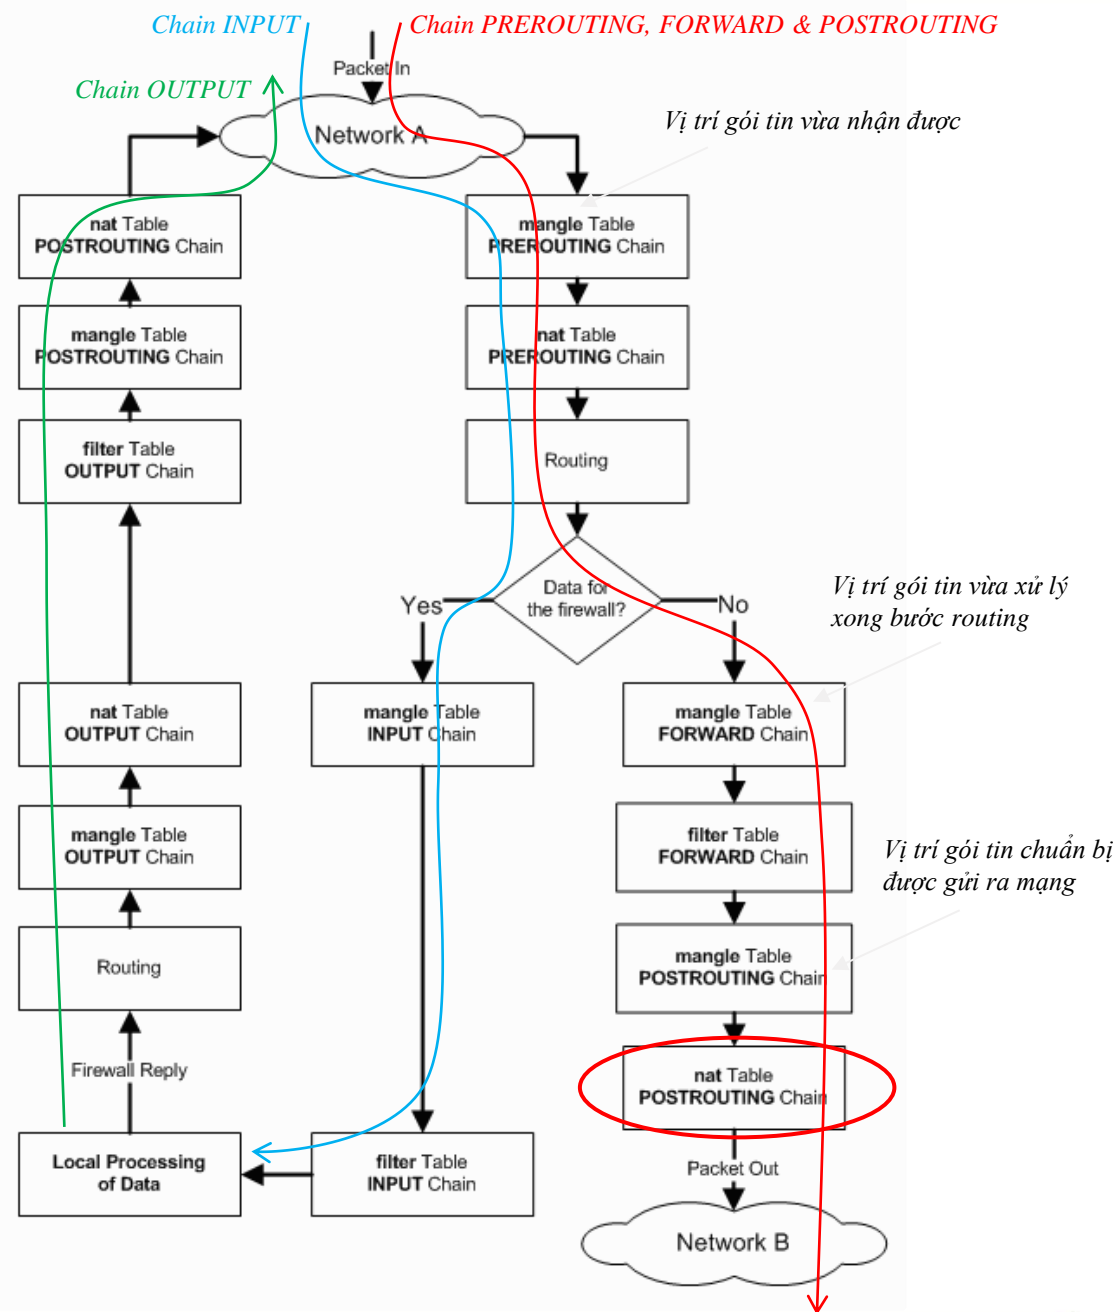 Chain INPUT
Chain PREROUTING, FORWARD & POSTROUTING
Packet In
Chain OUTPUT
Network A
Vị trí gói tin vừa nhận được
nat Table
POSTROUTING Chain
mangle Table
PREROUTING Chain
mangle Table
POSTROUTING Chain
nat Table
PREROUTING Chain
filter Table
OUTPUT Chain
Routing
Data for
the firewall?
Yes
No
Vị trí gói tin vừa xử lý
xong bước routing
nat Table
OUTPUT Chain
mangle Table
INPUT Chain
mangle Table
FORWARD Chain
mangle Table
OUTPUT Chain
filter Table
FORWARD Chain
Vị trí gói tin chuẩn bị
được gửi ra mạng
Routing
mangle Table
POSTROUTING Chain
Firewall Reply
nat Table
POSTROUTING Chain
Local Processing
of Data
filter Table
INPUT Chain
Packet Out
Network B